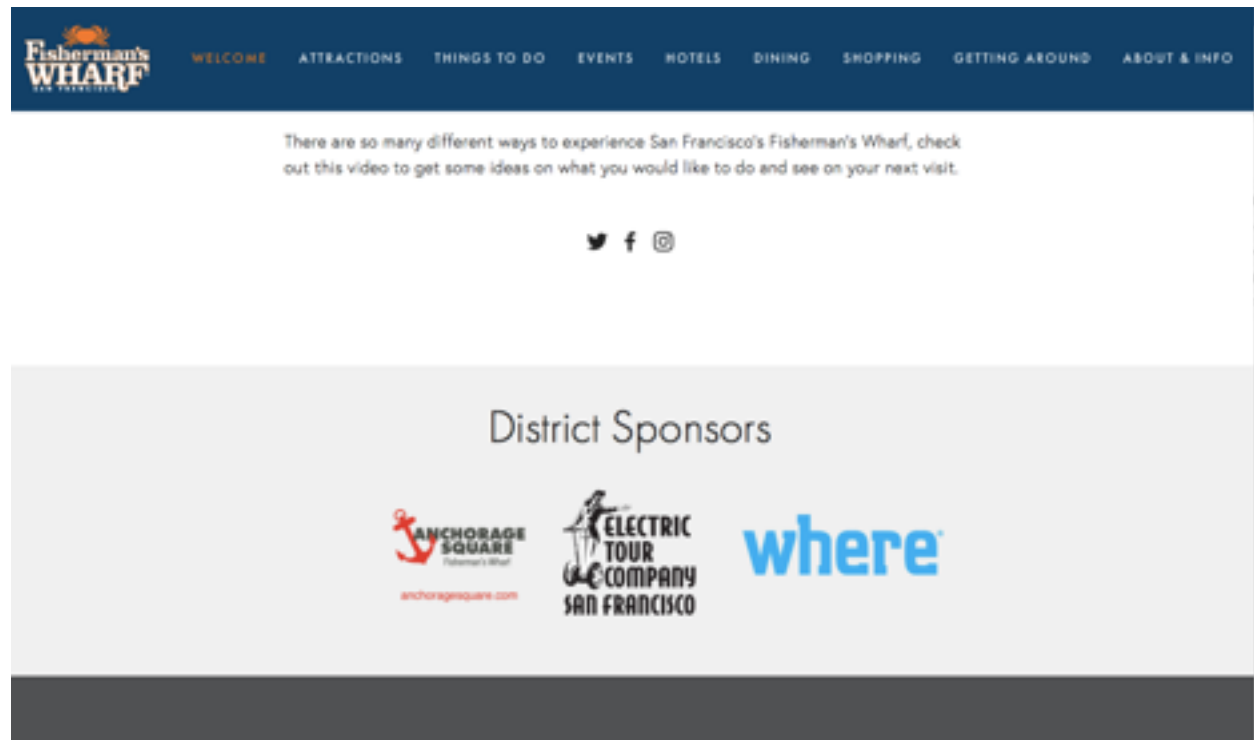 Fisherman's
WHARF
SAN FRANCISCO
WELCOME ATTRACTIONS THINGS TO DO EVENTS HOTELS DINING SHOPPING GETTING AROUND ABOUT & INFO
There are so many different ways to experience San Francisco's Fisherman's Wharf, check
out this video to get some ideas on what you would like to do and see on your next visit.
District Sponsors
ANCHORAGE
SQUARE
Fisherman's Wharf
anchoragesquare.com
ELECTRIC
TOUR
COMPANY
SAN FRANCISCO
where